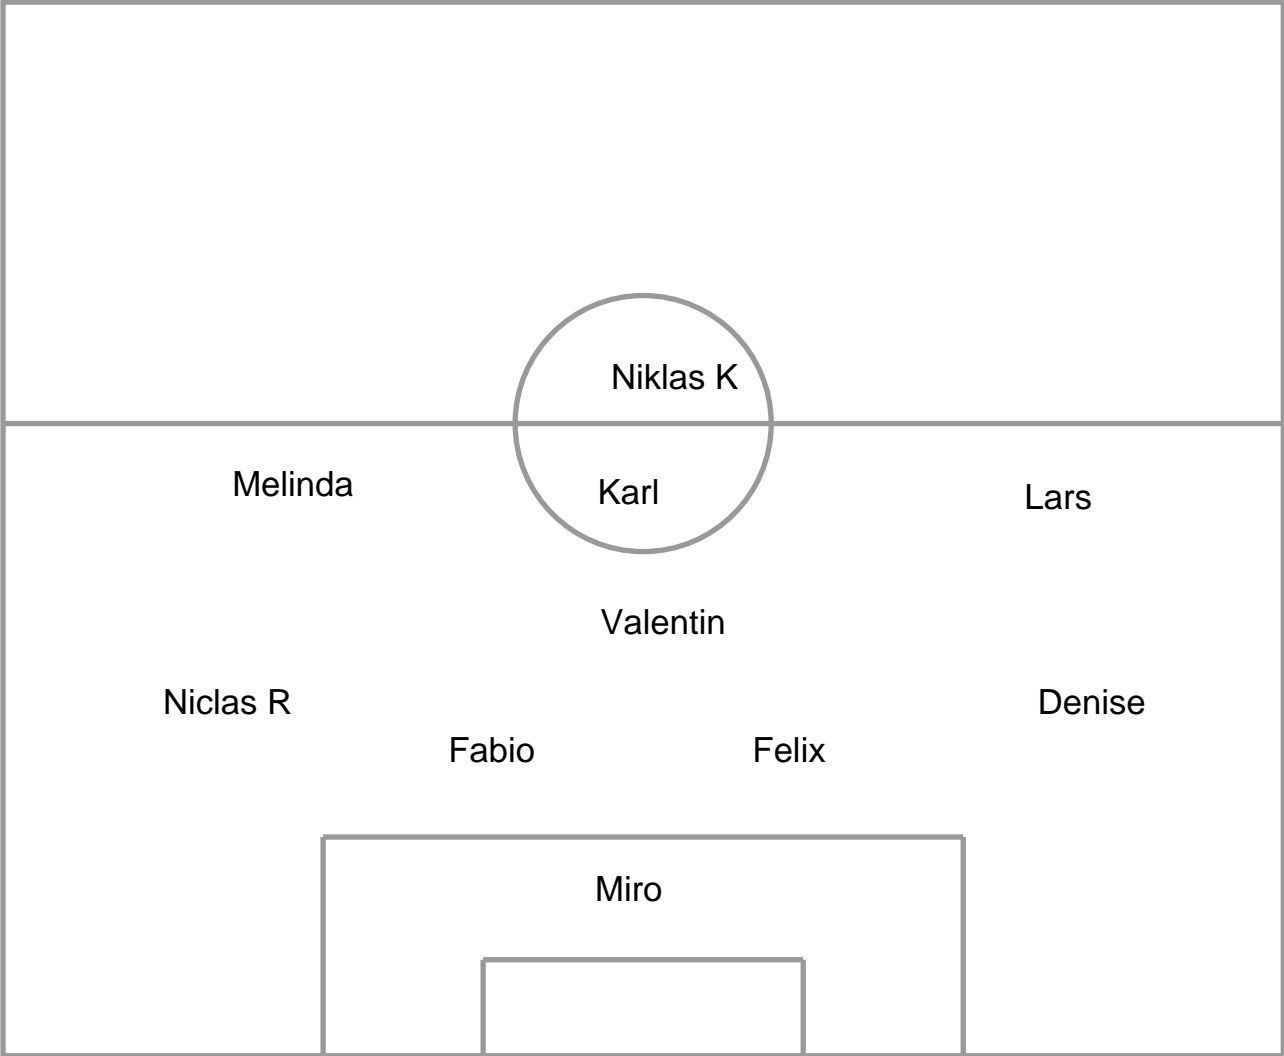 Niklas K
Melinda
Karl
Lars
Valentin
Niclas R
Denise
Fabio
Felix
Miro